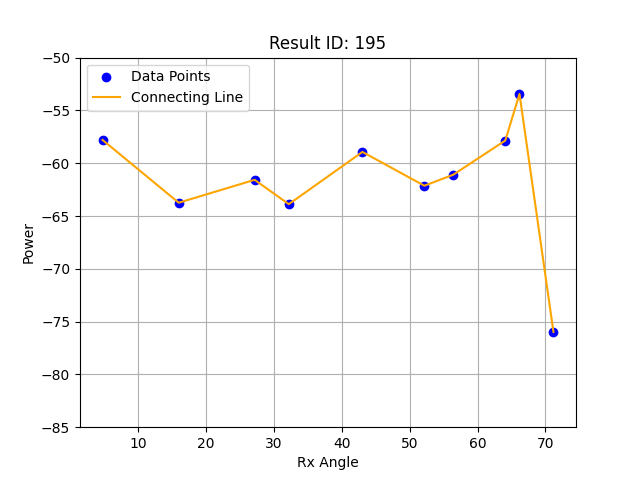 Result ID: 195
Data Points
Connecting Line
Power
−50
−55
−60
−65
−70
−75
−80
−85
10 20 30 40 50 60 70
Rx Angle